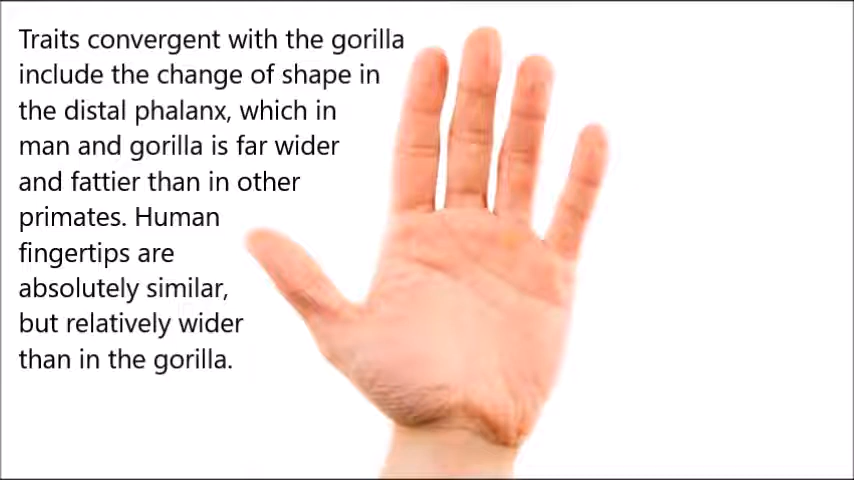 Traits convergent with the gorilla
include the change of shape in
the distal phalanx, which in
man and gorilla is far wider
and fattier than in other
primates. Human
fingertips are
absolutely similar,
but relatively wider
than in the gorilla.